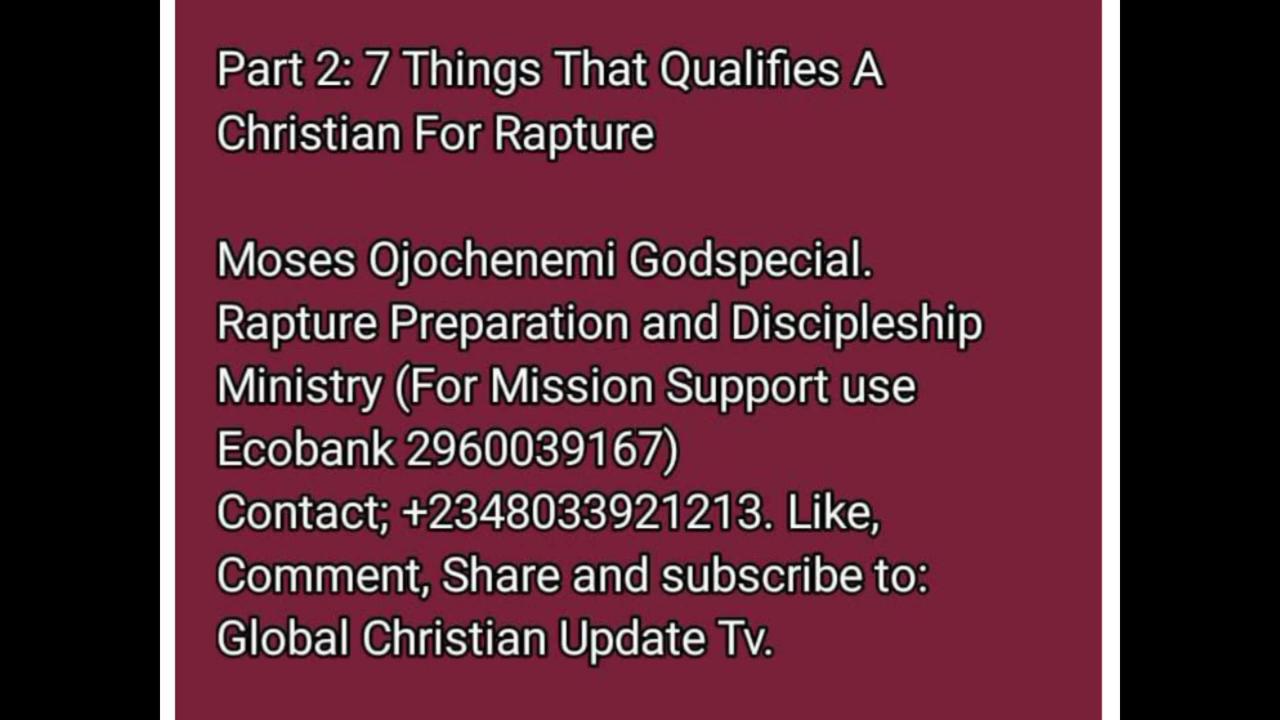 Part 2: 7 Things That Qualifies A
Christian For Rapture
Moses Ojochenemi Godspecial.
Rapture Preparation and Discipleship
Ministry (For Mission Support use
Ecobank 2960039167)
Contact; +2348033921213. Like,
Comment, Share and subscribe to:
Global Christian Update Tv.